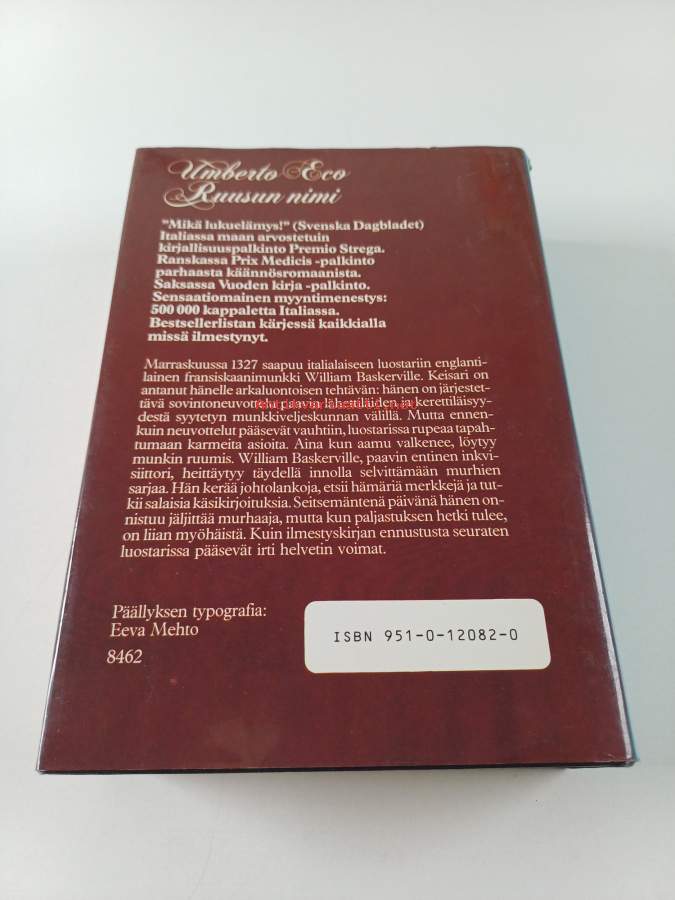 Umberto Eco
Ruusun nimi
"Mikä lukuelämys!" (Svenska Dagbladet)
Italiassa maan arvostetuin
kirjallisuuspalkinto Premio Strega.
Ranskassa Prix Medicis -palkinto
parhaasta käännösromaanista.
Saksassa Vuoden kirja -palkinto.
Sensaatiomainen myyntimenestys:
500 000 kappaletta Italiassa.
Bestsellerlistan kärjessä kaikkialla
missä ilmestynyt.
Marraskuussa 1327 saapuu italialaiseen luostariin englanti-
lainen fransiskaanimunkki William Baskerville. Keisari on
antanut hänelle arkaluontoisen tehtävän: hänen on järjestet-
tävä sovintoneuvottelut paavin lähettiläiden ja kerettiläisyy-
destä syytetyn munkkiveljeskunnan välillä. Mutta ennen-
kuin neuvottelut pääsevät vauhtiin, luostarissa rupeaa tapah-
tumaan karmeita asioita. Aina kun aamu valkenee, löytyy
munkin ruumis. William Baskerville, paavin entinen inkvi-
siittori, heittäytyy täydellä innolla selvittämään murhien
sarjaa. Hän kerää johtolankoja, etsii hämäriä merkkejä ja tut-
kii salaisia käsikirjoituksia. Seitsemäntenä päivänä hänen on-
nistuu jäljittää murhaaja, mutta kun paljastuksen hetki tulee,
on liian myöhäistä. Kuin ilmestyskirjan ennustusta seuraten
luostarissa pääsevät irti helvetin voimat.
Päällyksen typografia:
Eeva Mehto
8462
ISBN 951-0-12082-0